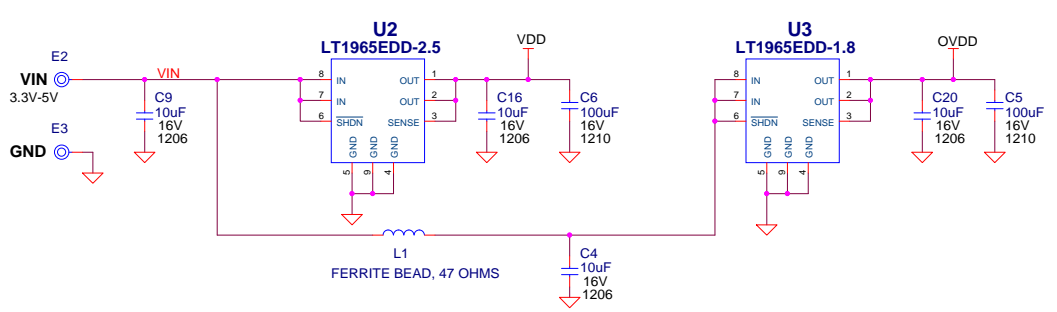 E2
VIN
3.3V-5V
E3
GND
VIN
C9
10uF
16V
1206
U2
LT1965EDD-2.5
8
IN
OUT
1
7
IN
OUT
2
6
SHDN
SENSE
3
GND
GND
GND
5
9
4
VDD
C16
10uF
16V
1206
C6
100uF
16V
1210
L1
FERRITE BEAD, 47 OHMS
C4
10uF
16V
1206
U3
LT1965EDD-1.8
8
IN
OUT
1
7
IN
OUT
2
6
SHDN
SENSE
3
GND
GND
GND
5
9
4
OVDD
C20
10uF
16V
1206
C5
100uF
16V
1210